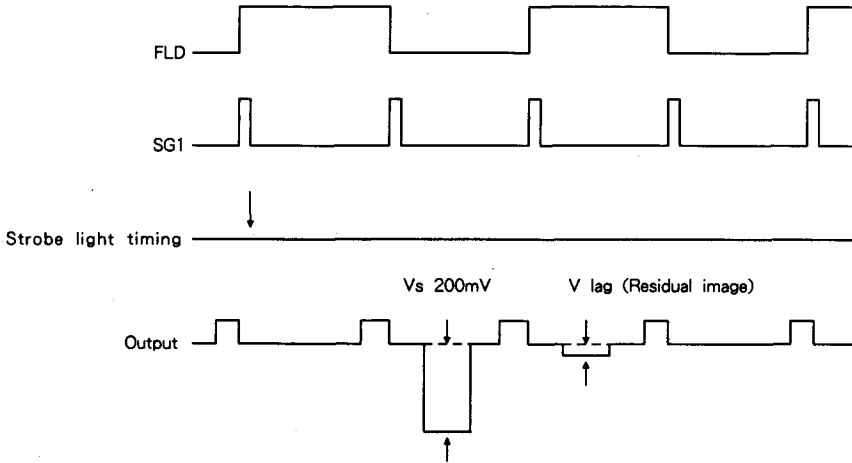 FLD
SG1
Strobe light timing
Vs 200mV
V lag (Residual image)
Output